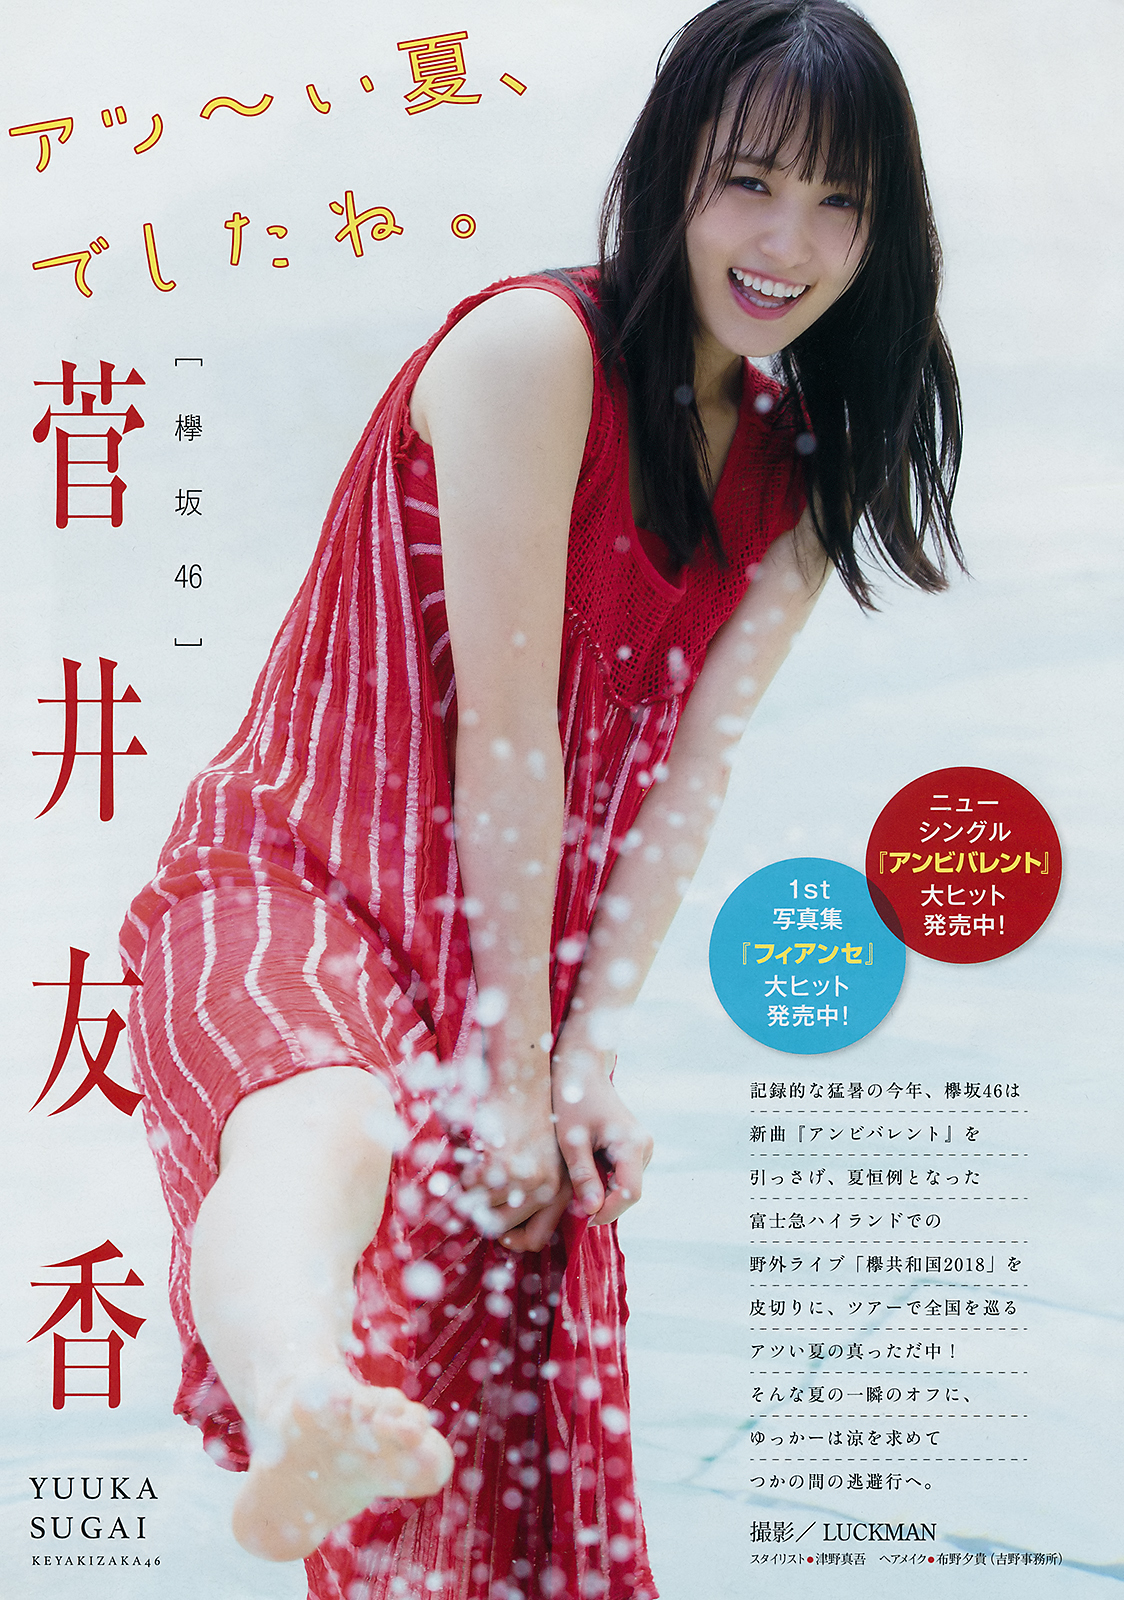 アツ〜い夏、
でしたね。
[欅坂46]
菅井友香
YUUKA
SUGAI
KEYAKIZAKA46
ニュー
シングル
『アンビバレント』
大ヒット
発売中!
1st
写真集
『フィアンセ』
大ヒット
発売中!
記録的な猛暑の今年、欅坂46は
新曲『アンビバレント』を
引っさげ、夏恒例となった
富士急ハイランドでの
野外ライブ「欅共和国2018」を
皮切りに、ツアーで全国を巡る
アツい夏の真っただ中!
そんな夏の一瞬のオフに、
ゆっかーは涼を求めて
つかの間の逃避行へ。
撮影／LUCKMAN
スタイリスト●津野真吾 ヘアメイク●布野夕貴(吉野事務所)